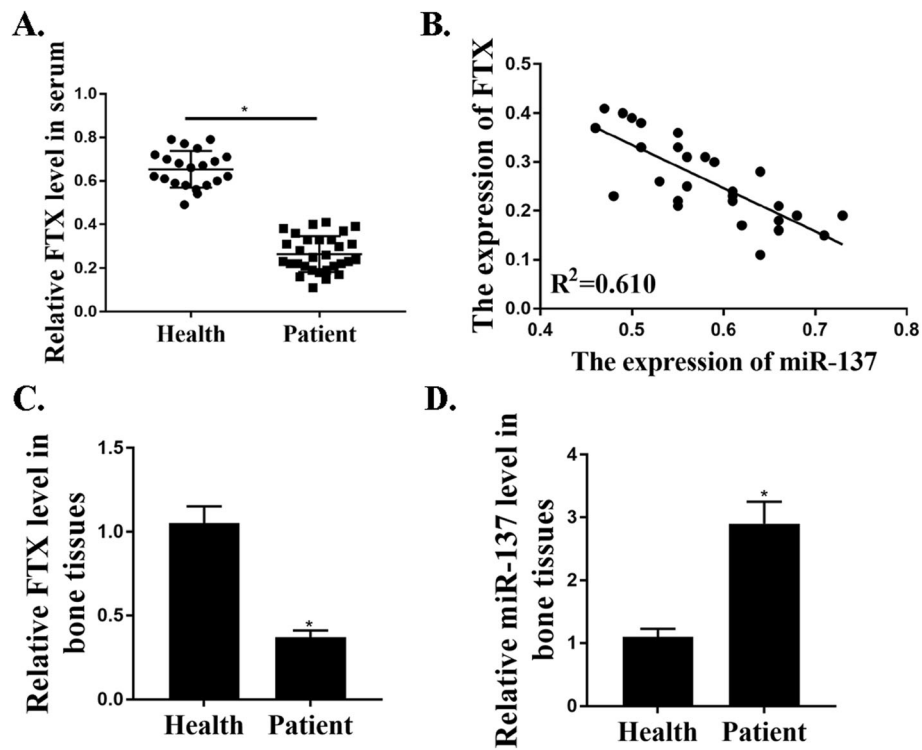 A.
Relative FTX level in serum
1.0
0.8
0.6
0.4
0.2
0.0
*
Health Patient
B.
The expression of FTX
0.5
0.4
0.3
0.2
0.1
0.0
R²=0.610
0.4 0.5 0.6 0.7 0.8
The expression of miR-137
C.
Relative FTX level in
bone tissues
1.5
1.0
0.5
0.0
*
Health Patient
D.
Relative miR-137 level in
bone tissues
4
3
2
1
0
*
Health Patient